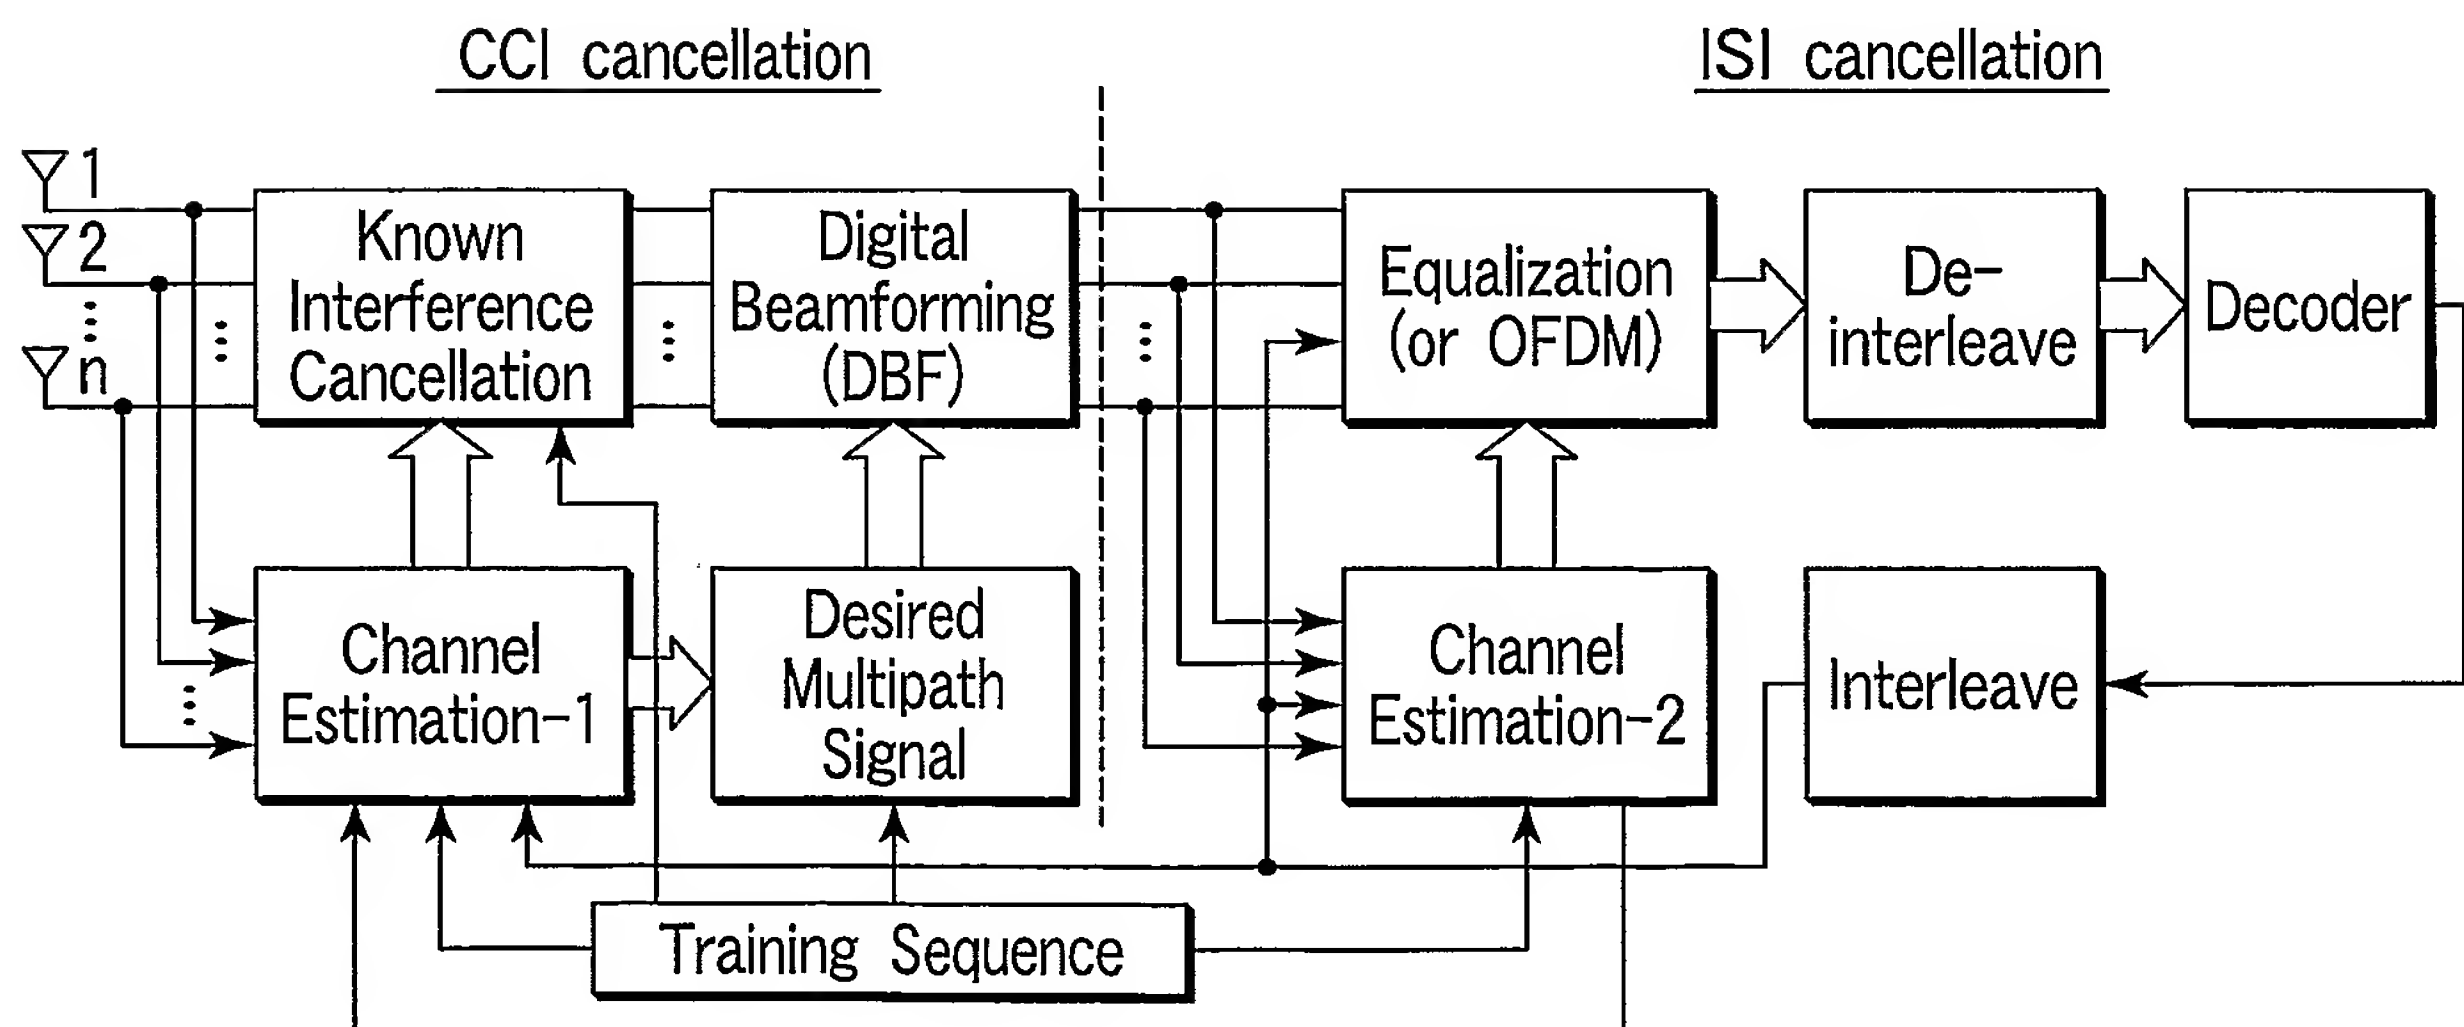 CCI cancellation
ISI cancellation
1
2
n
Known
Interference
Cancellation
Digital
Beamforming
(DBF)
Equalization
(or OFDM)
De-
interleave
Decoder
Channel
Estimation-1
Desired
Multipath
Signal
Channel
Estimation-2
Interleave
Training Sequence